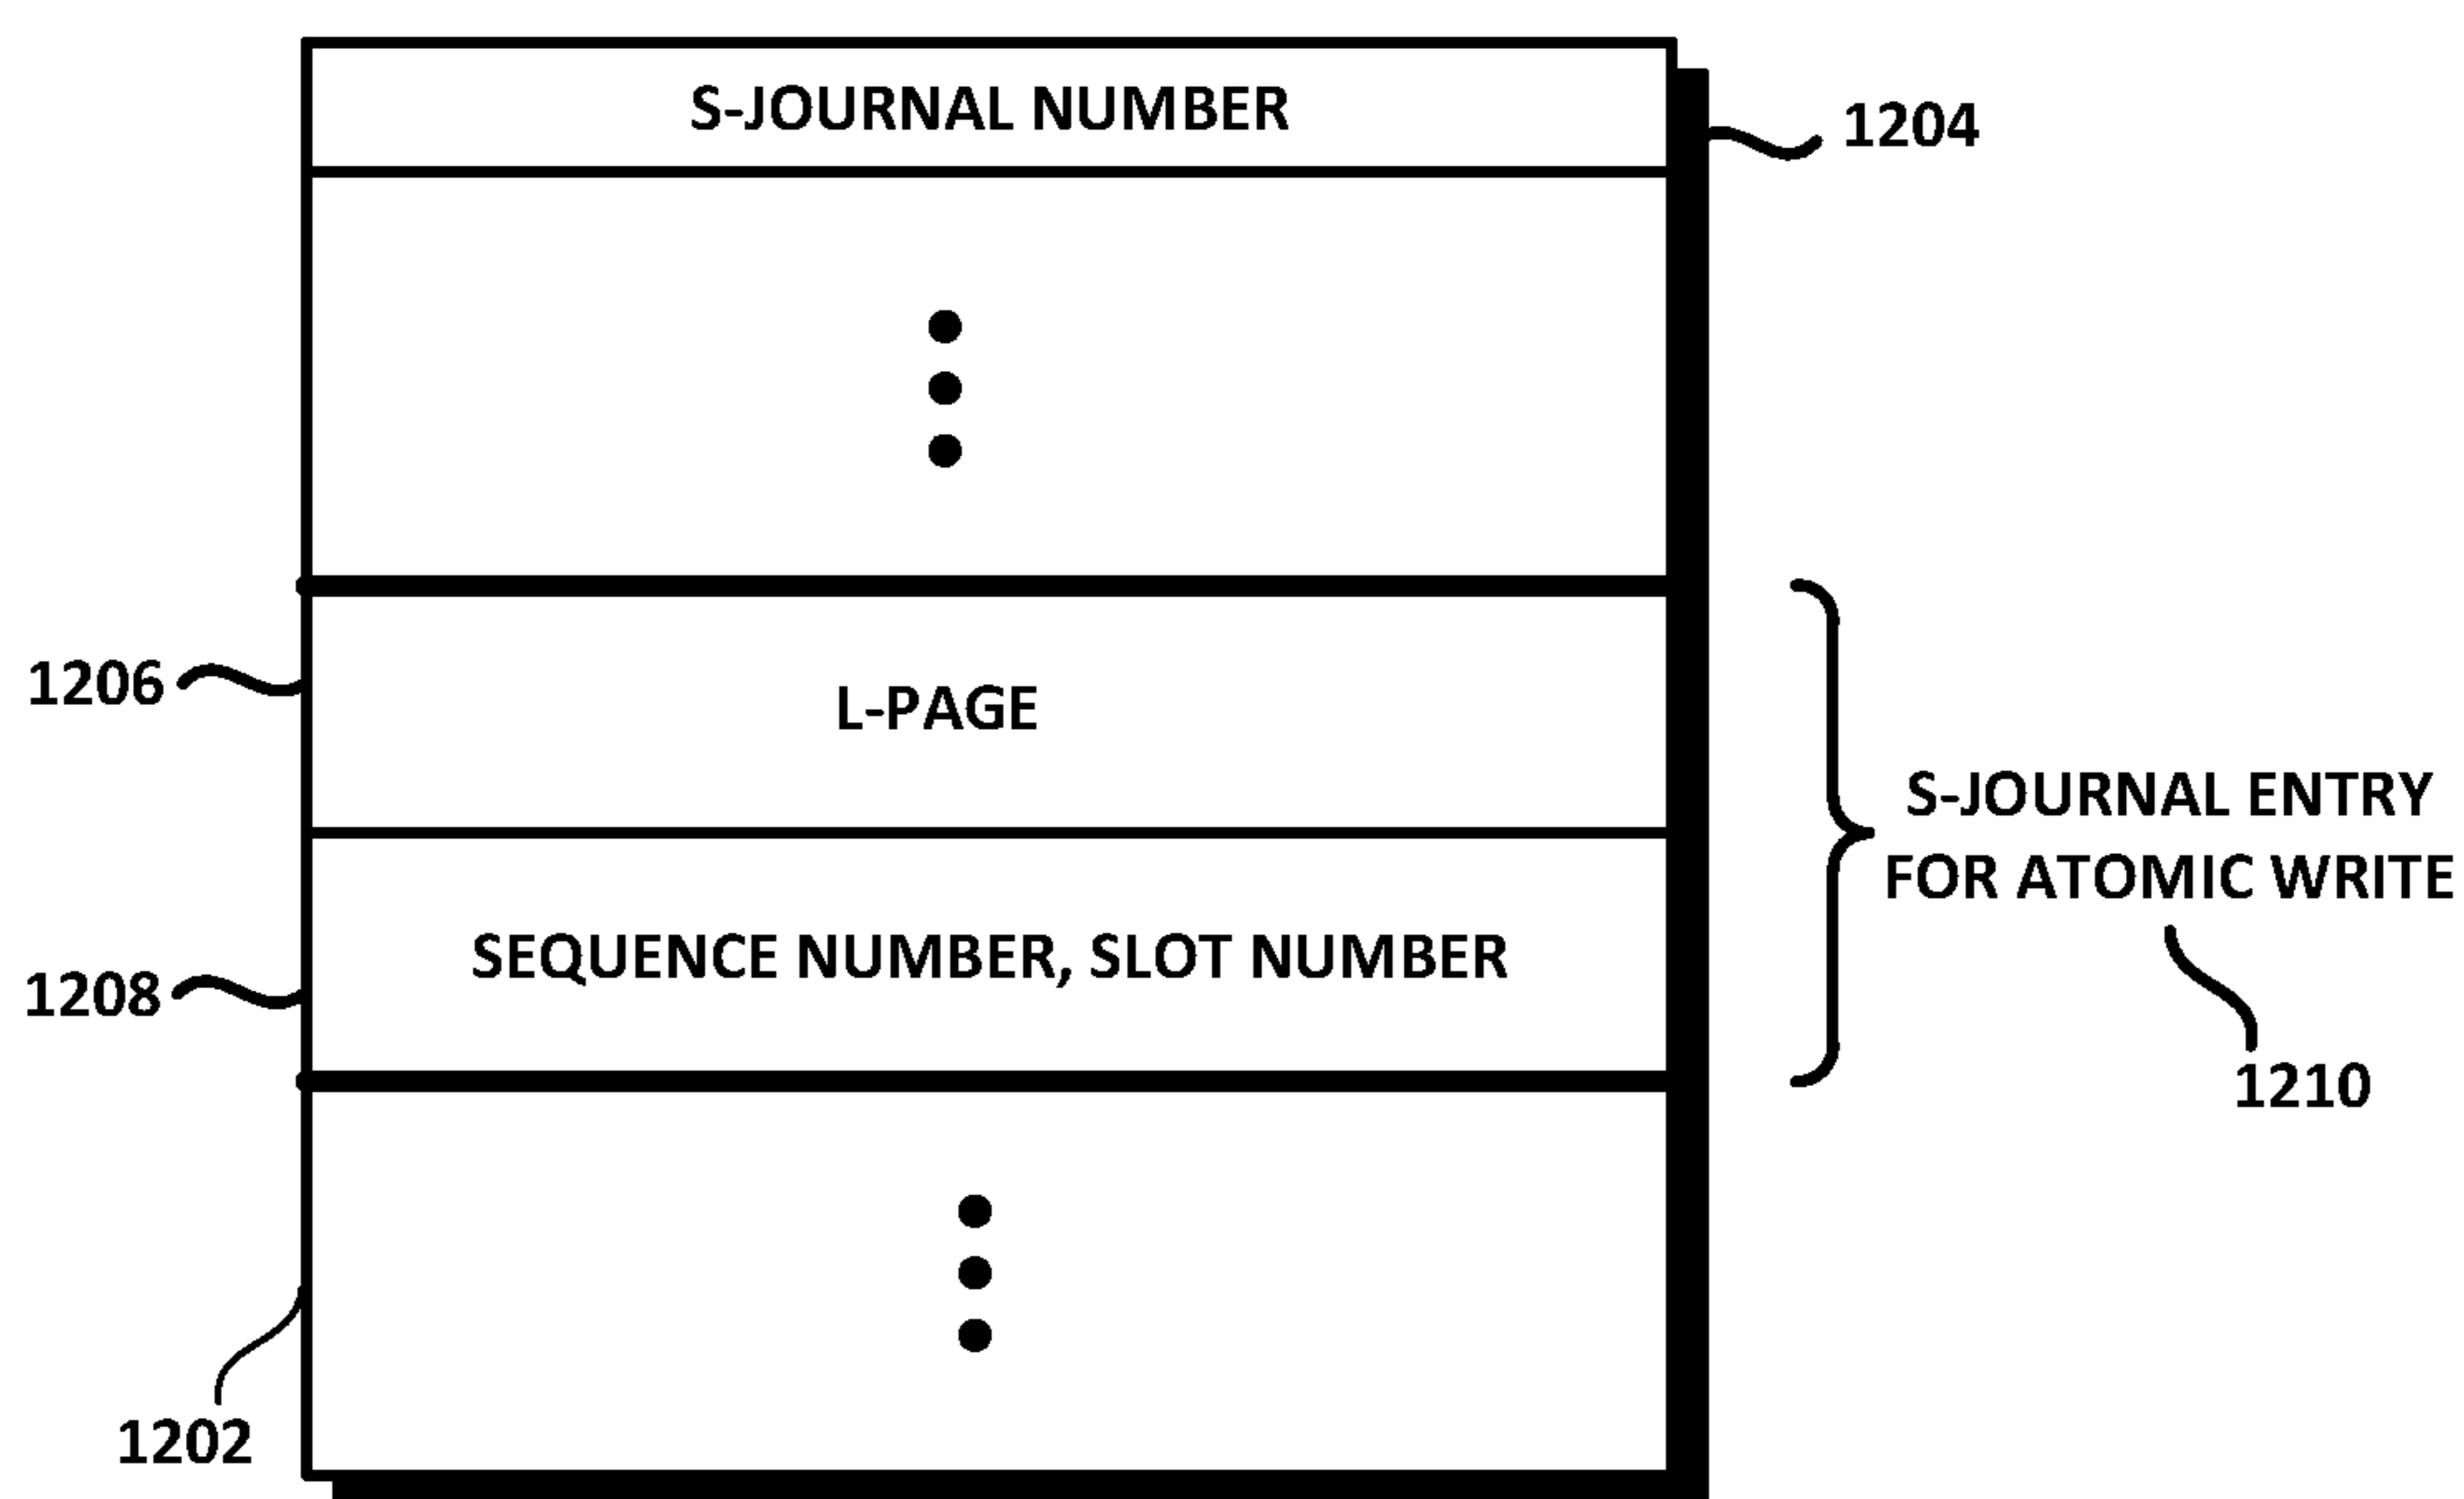 S-JOURNAL NUMBER
1204
1206
L-PAGE
S-JOURNAL ENTRY
FOR ATOMIC WRITE
1208
SEQUENCE NUMBER, SLOT NUMBER
1210
1202